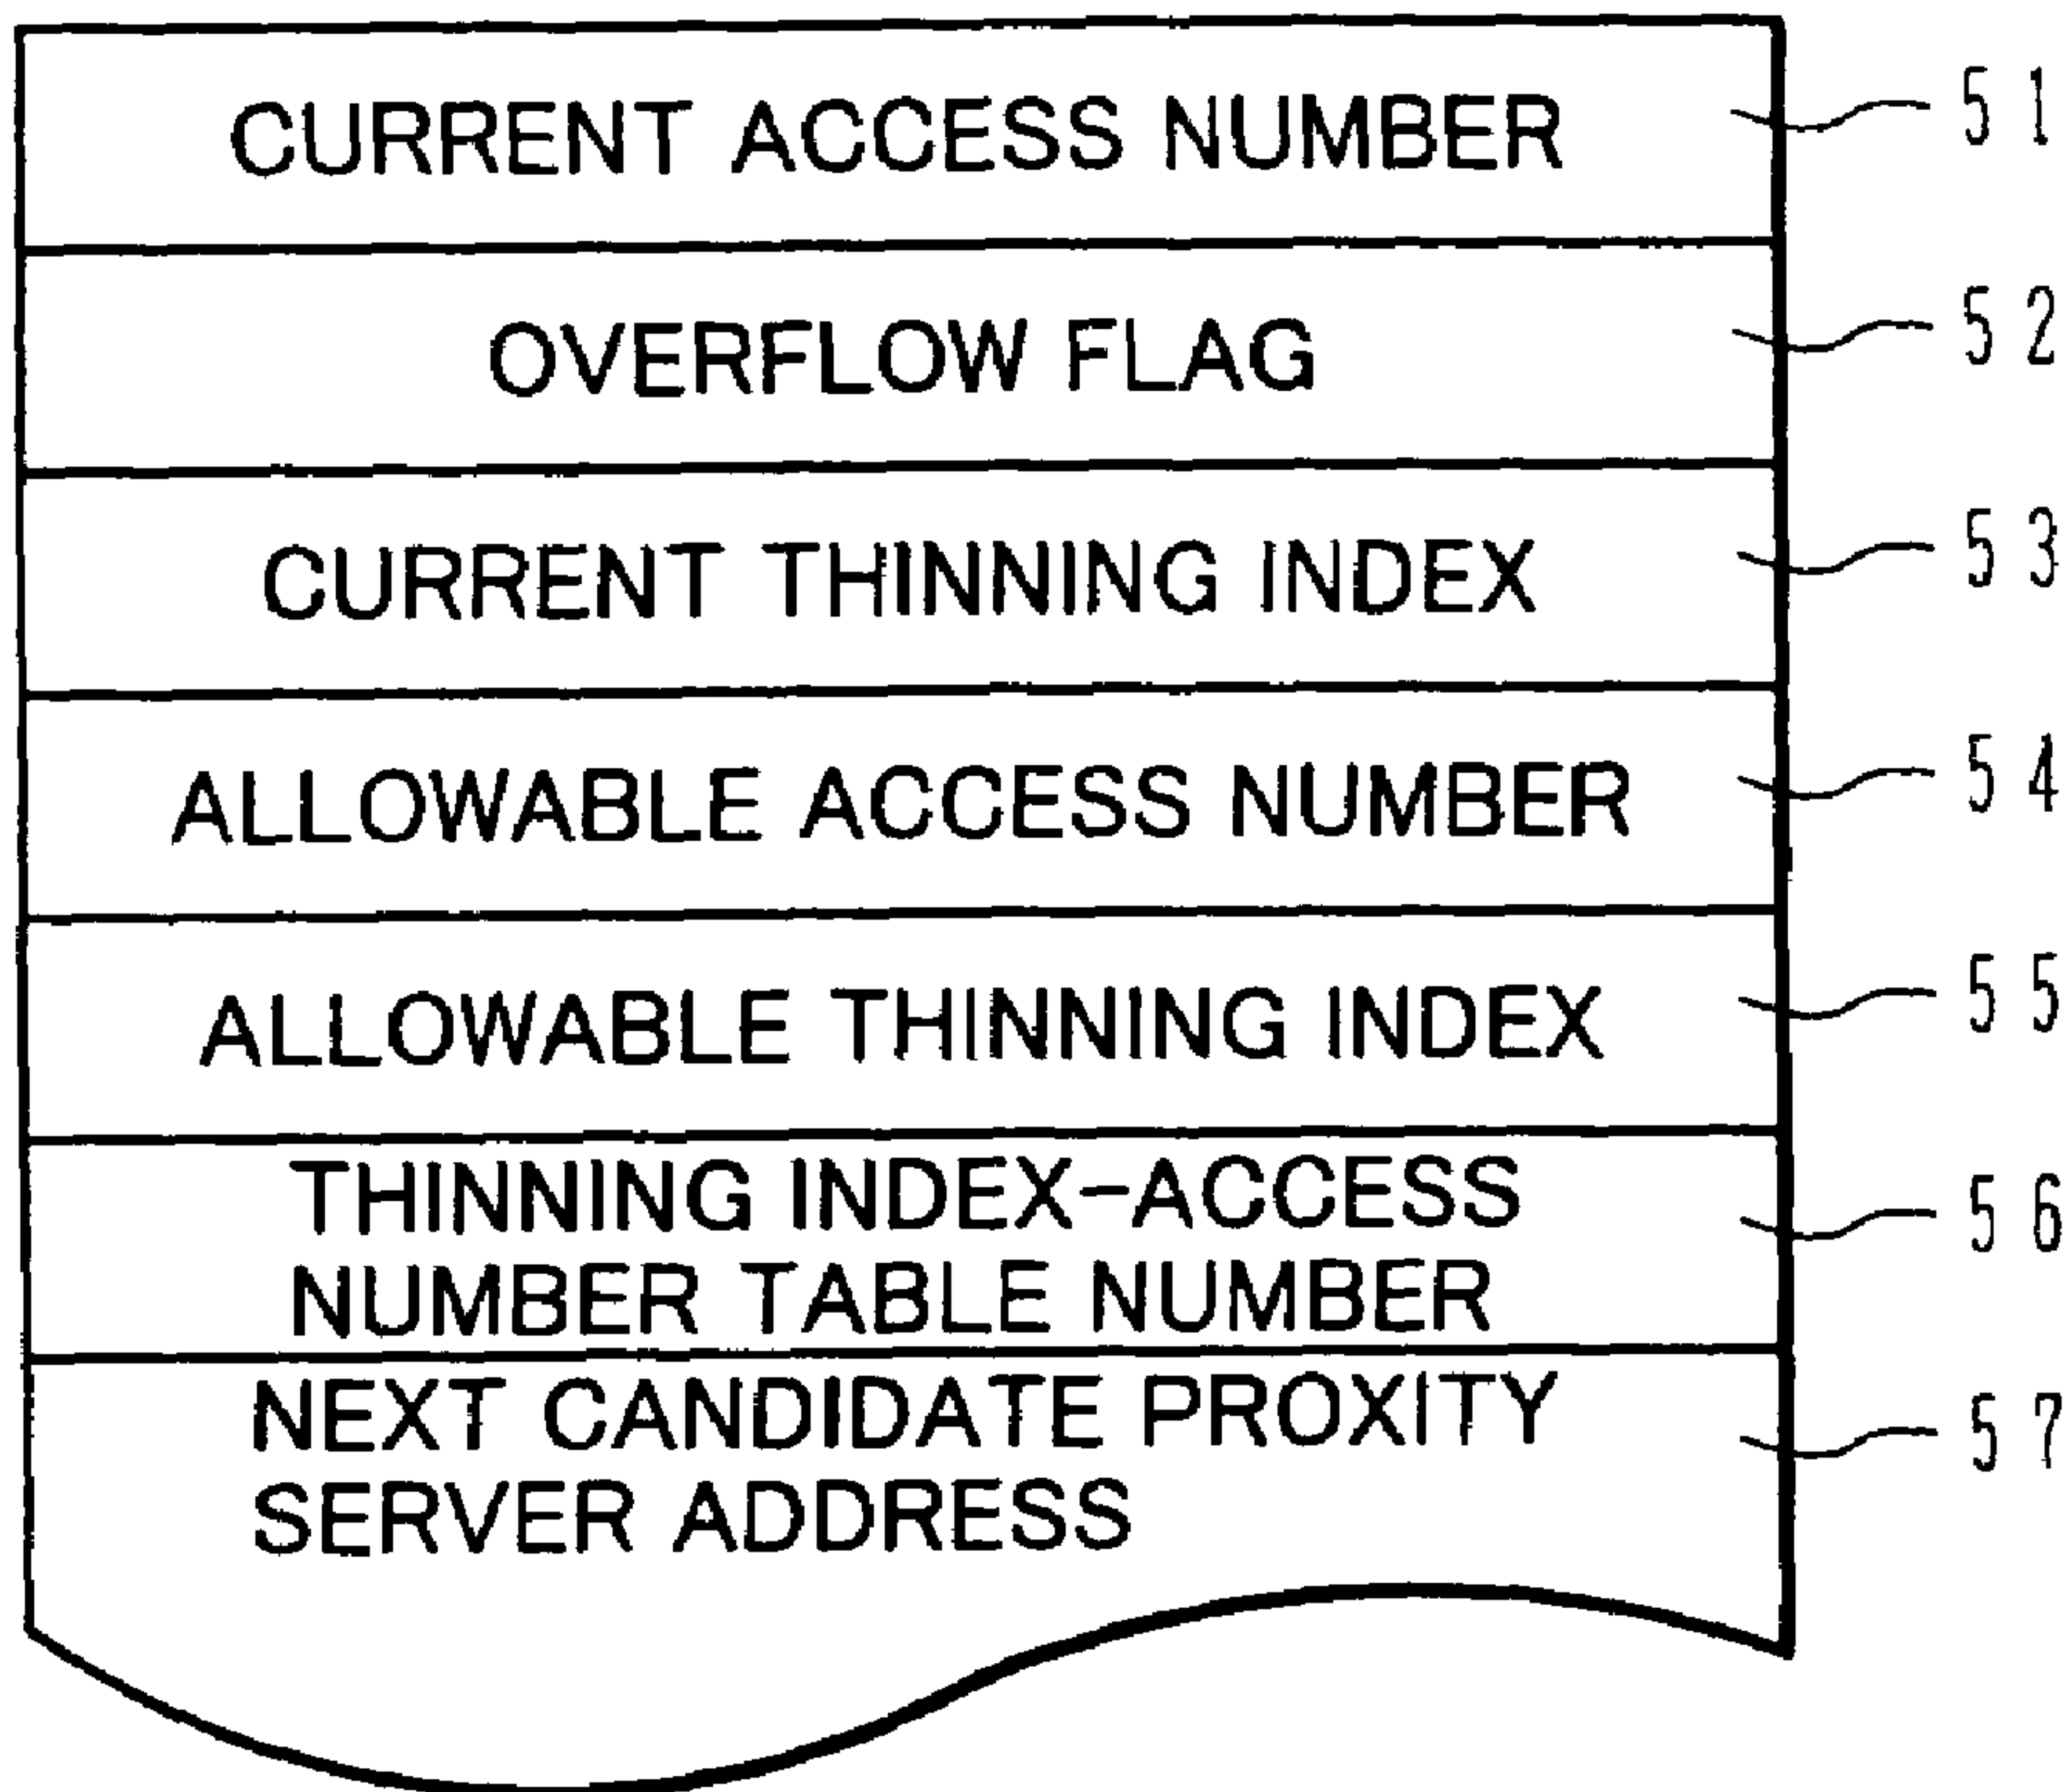 CURRENT ACCESS NUMBER 51
OVERFLOW FLAG 52
CURRENT THINNING INDEX 53
ALLOWABLE ACCESS NUMBER 54
ALLOWABLE THINNING INDEX 55
THINNING INDEX-ACCESS 56
NUMBER TABLE NUMBER
NEXT CANDIDATE PROXITY 57
SERVER ADDRESS